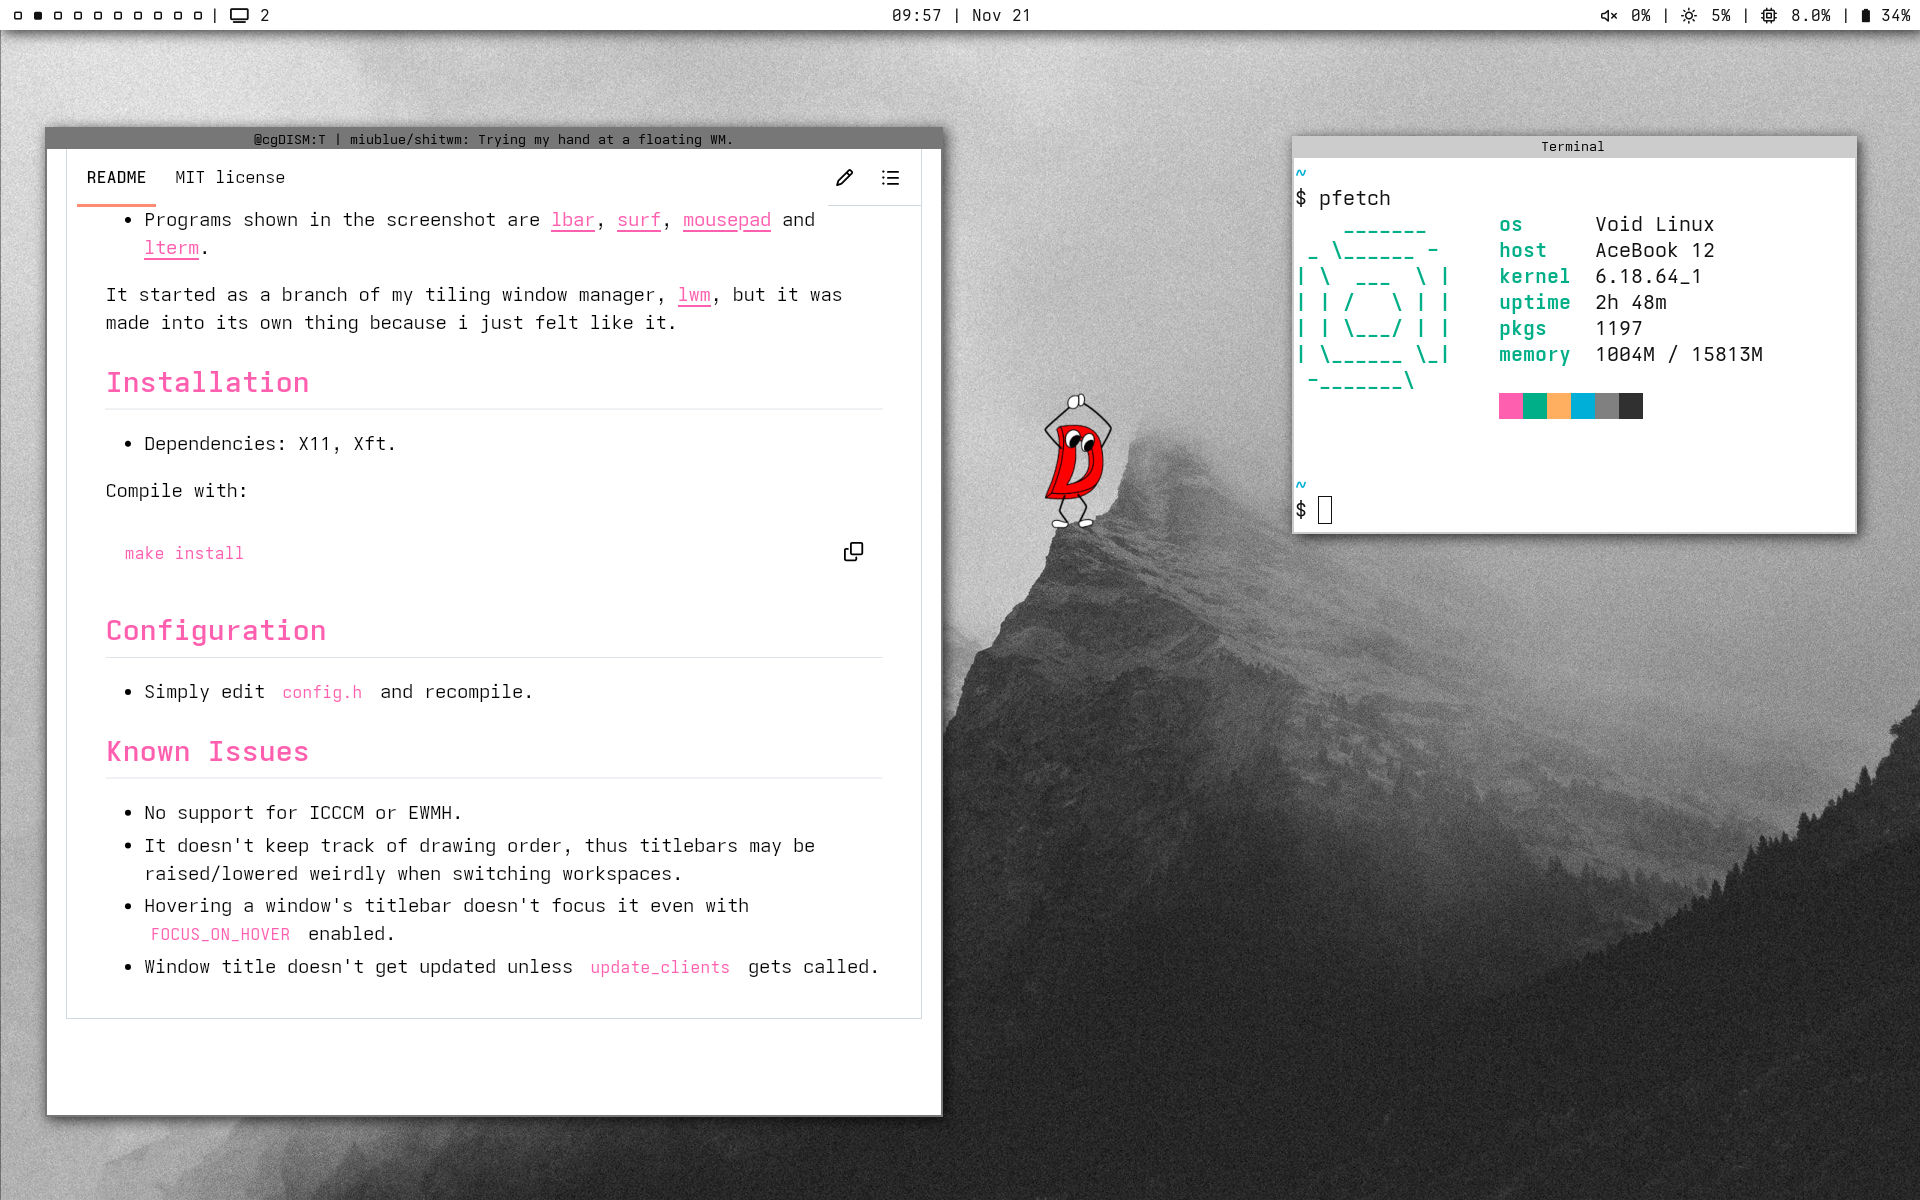 | 2
09:57 | Nov 21
0% | 5% | 8.0% | 34%
@cgDISM:T | miublue/shitwm: Trying my hand at a floating WM.
README MIT license
• Programs shown in the screenshot are lbar, surf, mousepad and
lterm.
It started as a branch of my tiling window manager, lwm, but it was
made into its own thing because i just felt like it.
Installation
• Dependencies: X11, Xft.
Compile with:
make install
Configuration
• Simply edit config.h and recompile.
Known Issues
• No support for ICCCM or EWMH.
• It doesn't keep track of drawing order, thus titlebars may be
raised/lowered weirdly when switching workspaces.
• Hovering a window's titlebar doesn't focus it even with
FOCUS_ON_HOVER enabled.
• Window title doesn't get updated unless update_clients gets called.
D
Terminal
~
$ pfetch
os Void Linux
host AceBook 12
kernel 6.18.64_1
uptime 2h 48m
pkgs 1197
memory 1004M / 15813M
~
$